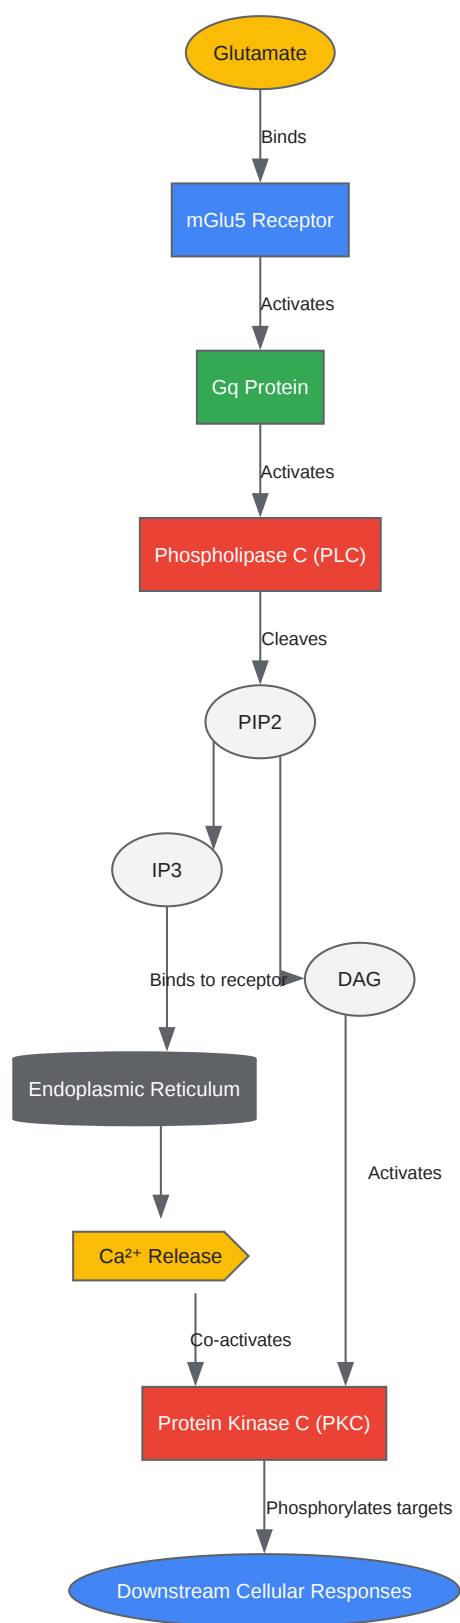 Glutamate
Binds
mGlu5 Receptor
Activates
Gq Protein
Activates
Phospholipase C (PLC)
Cleaves
PIP2
IP3
Binds to receptor
DAG
Endoplasmic Reticulum
Activates
Ca²⁺ Release
Co-activates
Protein Kinase C (PKC)
Phosphorylates targets
Downstream Cellular Responses